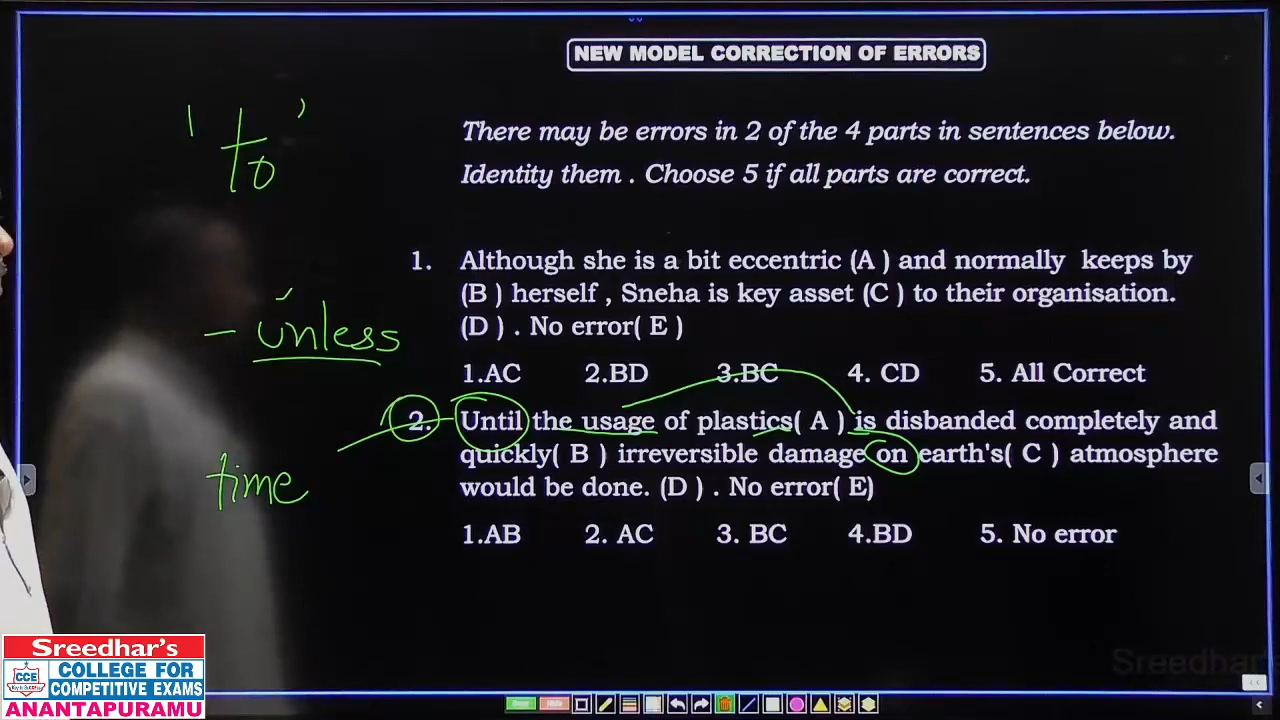 NEW MODEL CORRECTION OF ERRORS
' to '
There may be errors in 2 of the 4 parts in sentences below.
Identity them . Choose 5 if all parts are correct.
1. Although she is a bit eccentric (A ) and normally keeps by
(B ) herself , Sneha is key asset (C ) to their organisation.
(D ) . No error( E )
- unless
1.AC 2.BD 3.BC 4. CD 5. All Correct
2. Until the usage of plastics( A ) is disbanded completely and
quickly( B ) irreversible damage on earth's( C ) atmosphere
time
would be done. (D ) . No error( E)
1.AB 2. AC 3. BC 4.BD 5. No error
Sreedhar's
CCE
COLLEGE FOR
COMPETITIVE EXAMS
ANANTAPURAMU
Sreedhar